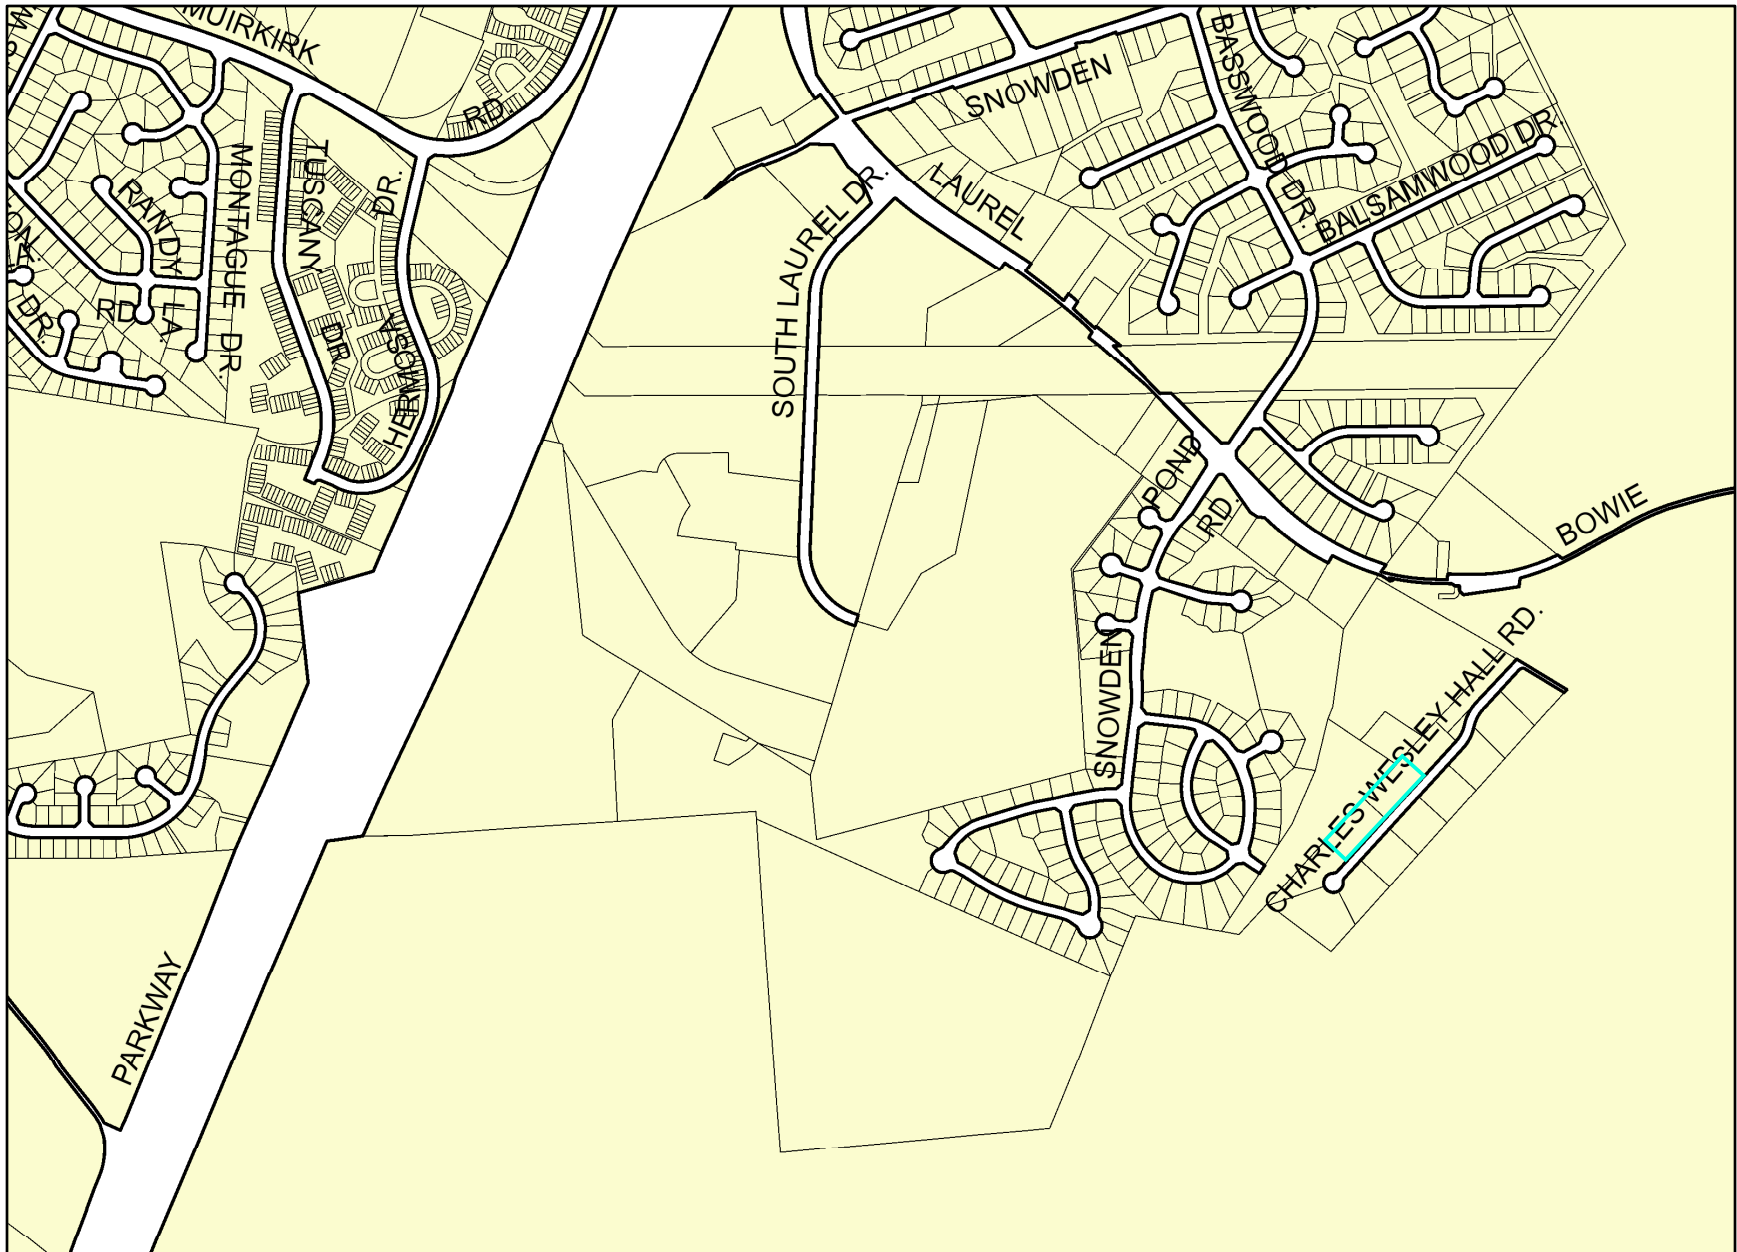 MUIRKIRK
RD.
SNOWDEN
BASSWOOD DR.
BALSAMWOOD DR.
LAUREL
SOUTH LAUREL DR.
TUSCANY
DR
MONTAGUE DR.
RANDY LA.
RD
DR.
DR.
HERMOSA
POND
RD.
BOWIE
SNOWDEN
CHARLES WESLEY HALL RD.
PARKWAY